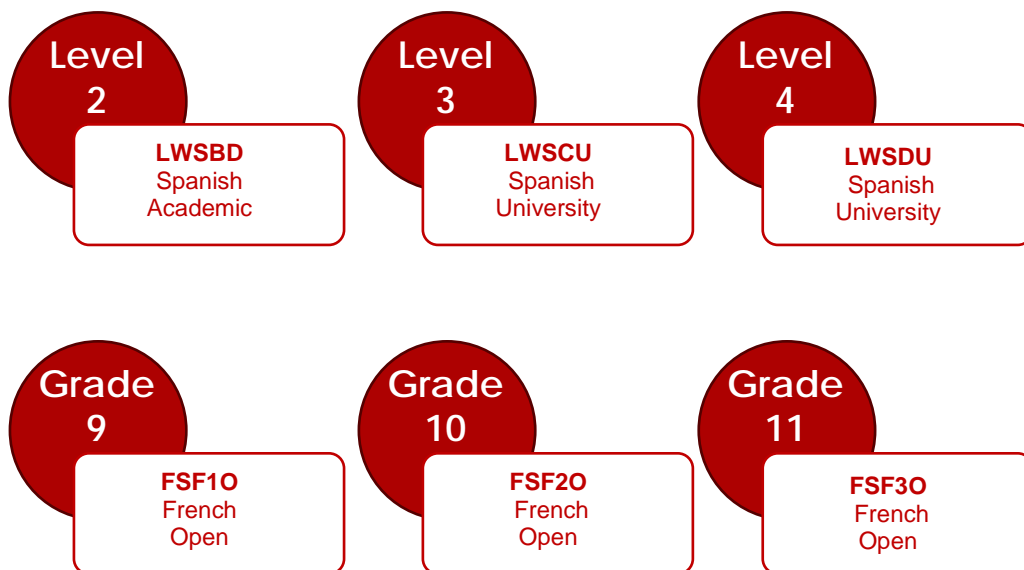 Level
2
LWSBD
Spanish
Academic
Level
3
LWSCU
Spanish
University
Level
4
LWSDU
Spanish
University
Grade
9
FSF1O
French
Open
Grade
10
FSF2O
French
Open
Grade
11
FSF3O
French
Open